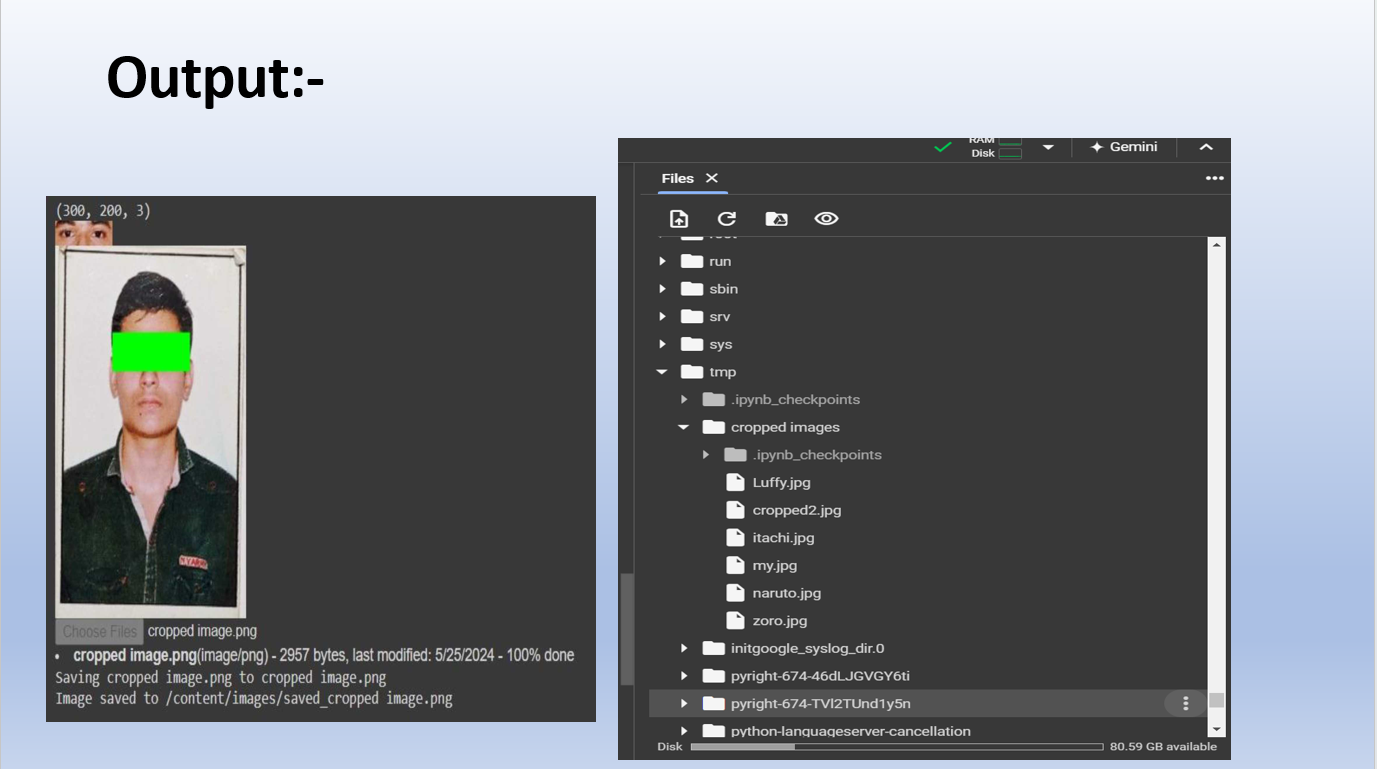 Output:-
(300, 200, 3)
Choose Files cropped image.png
• cropped image.png(image/png) - 2957 bytes, last modified: 5/25/2024 - 100% done
Saving cropped image.png to cropped image.png
Image saved to /content/images/saved_cropped image.png
RAM
Disk
Gemini
Files
run
sbin
srv
sys
tmp
.ipynb_checkpoints
cropped images
.ipynb_checkpoints
Luffy.jpg
cropped2.jpg
itachi.jpg
my.jpg
naruto.jpg
zoro.jpg
initgoogle_syslog_dir.0
pyright-674-46dLJGVGY6ti
pyright-674-TVl2TUnd1y5n
python-languageserver-cancellation
Disk 80.59 GB available